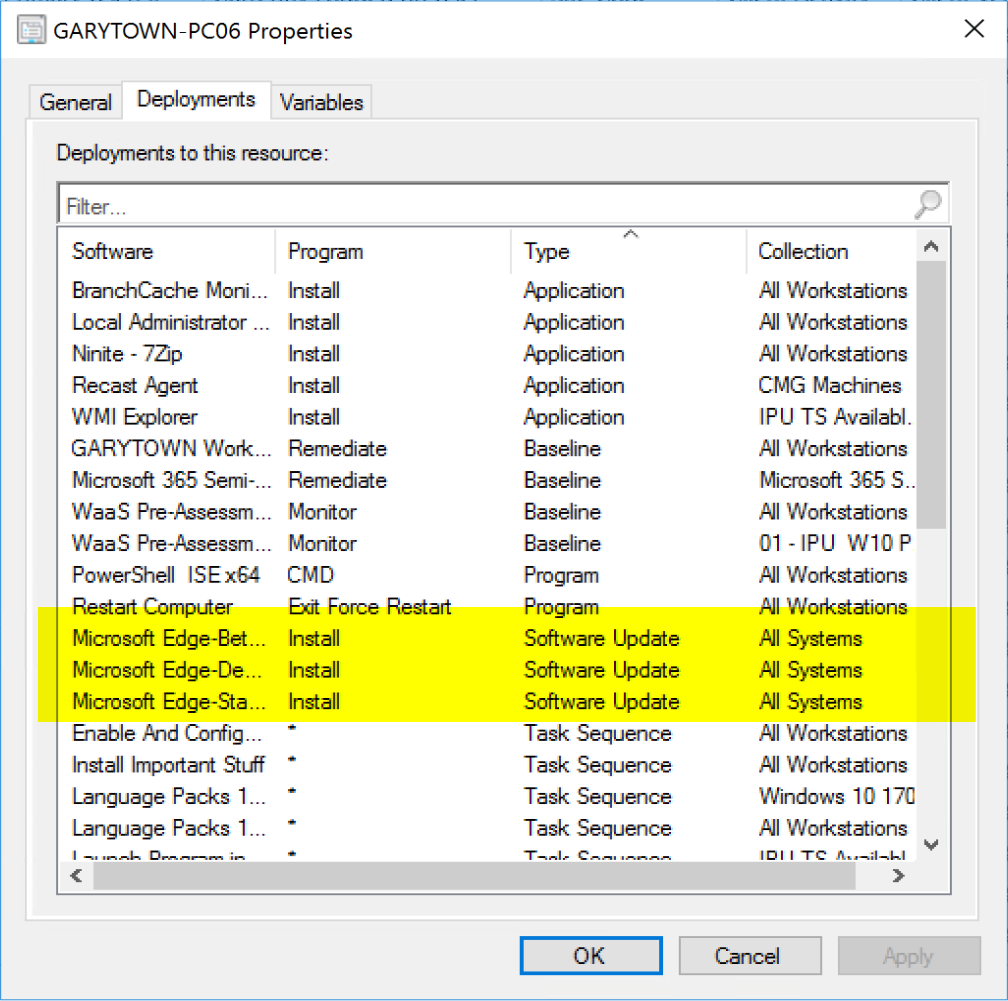 GARYTOWN-PC06 Properties
General Deployments Variables
Deployments to this resource:
Filter...
Software Program Type Collection
BranchCache Moni... Install Application All Workstations
Local Administrator ... Install Application All Workstations
Ninite - 7Zip Install Application All Workstations
Recast Agent Install Application CMG Machines
WMI Explorer Install Application IPU TS Availabl.
GARYTOWN Work... Remediate Baseline All Workstations
Microsoft 365 Semi-... Remediate Baseline Microsoft 365 S..
WaaS Pre-Assessm... Monitor Baseline All Workstations
WaaS Pre-Assessm... Monitor Baseline 01 - IPU W10 P
PowerShell ISE x64 CMD Program All Workstations
Restart Computer Exit Force Restart Program All Workstations
Microsoft Edge-Bet... Install Software Update All Systems
Microsoft Edge-De... Install Software Update All Systems
Microsoft Edge-Sta... Install Software Update All Systems
Enable And Config... * Task Sequence All Workstations
Install Important Stuff * Task Sequence All Workstations
Language Packs 1... * Task Sequence Windows 10 170
Language Packs 1... * Task Sequence All Workstations
Launch Program in * Task Sequence IPU TS Availabl
OK Cancel Apply